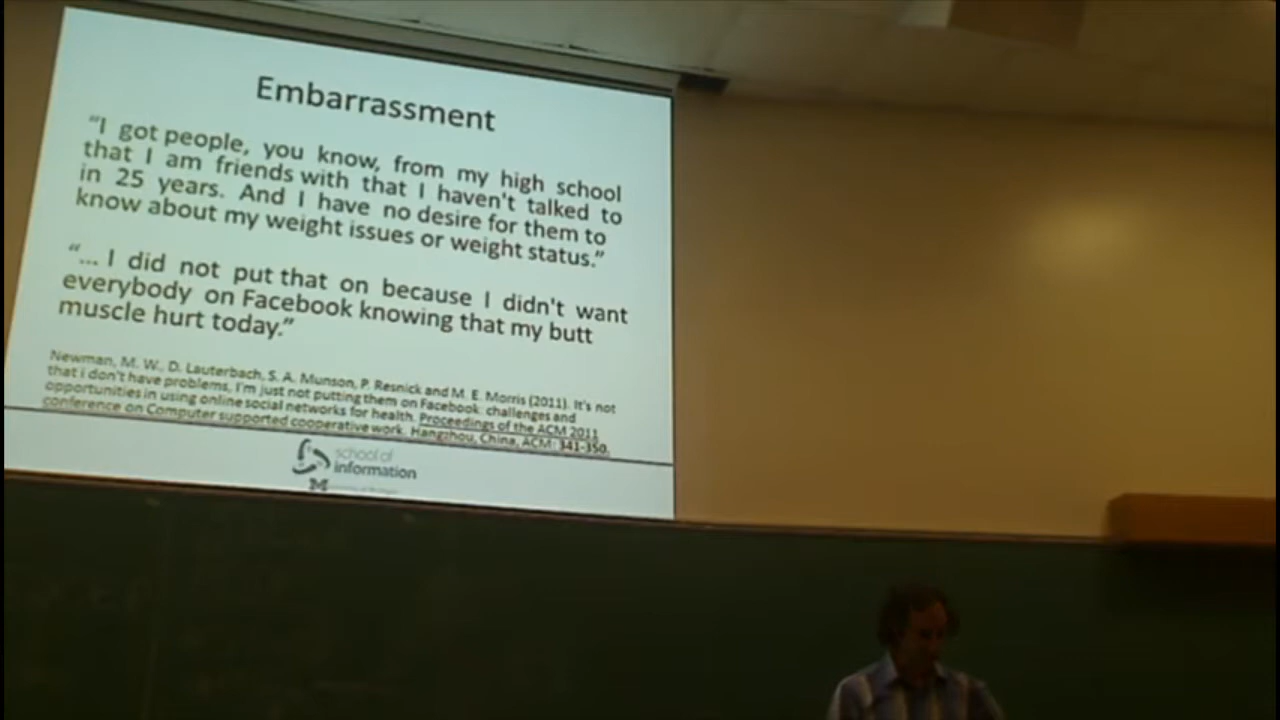 Embarrassment
“I got people, you know, from my high school
that I am friends with that I haven't talked to
in 25 years. And I have no desire for them to
know about my weight issues or weight status.”
“... I did not put that on because I didn't want
everybody on Facebook knowing that my butt
muscle hurt today.”
Newman, M. W., D. Lauterbach, S. A. Munson, P. Resnick and M. E. Morris (2011). It's not
that I don't have problems, I'm just not putting them on Facebook: challenges and
opportunities in using online social networks for health. Proceedings of the ACM 2011
conference on Computer supported cooperative work. Hangzhou, China, ACM: 341-350.
school of
information
M